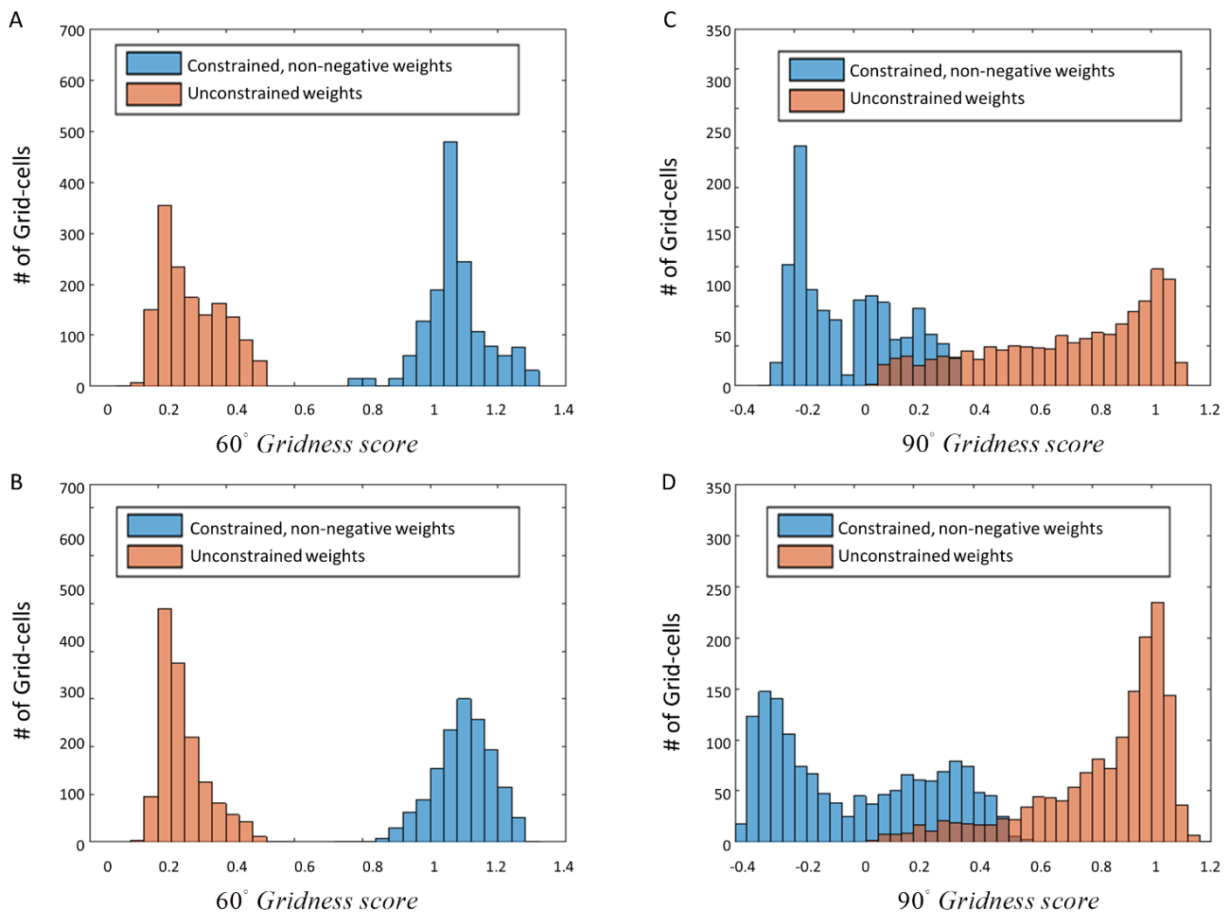 A
700
600
500
400
300
200
100
0
# of Grid-cells
Constrained, non-negative weights
Unconstrained weights
0 0.2 0.4 0.6 0.8 1 1.2 1.4
60° Gridness score
C
350
300
250
200
150
100
50
0
# of Grid-cells
Constrained, non-negative weights
Unconstrained weights
-0.4 -0.2 0 0.2 0.4 0.6 0.8 1 1.2
90° Gridness score
B
700
600
500
400
300
200
100
0
# of Grid-cells
Constrained, non-negative weights
Unconstrained weights
0 0.2 0.4 0.6 0.8 1 1.2 1.4
60° Gridness score
D
350
300
250
200
150
100
50
0
# of Grid-cells
Constrained, non-negative weights
Unconstrained weights
-0.4 -0.2 0 0.2 0.4 0.6 0.8 1 1.2
90° Gridness score